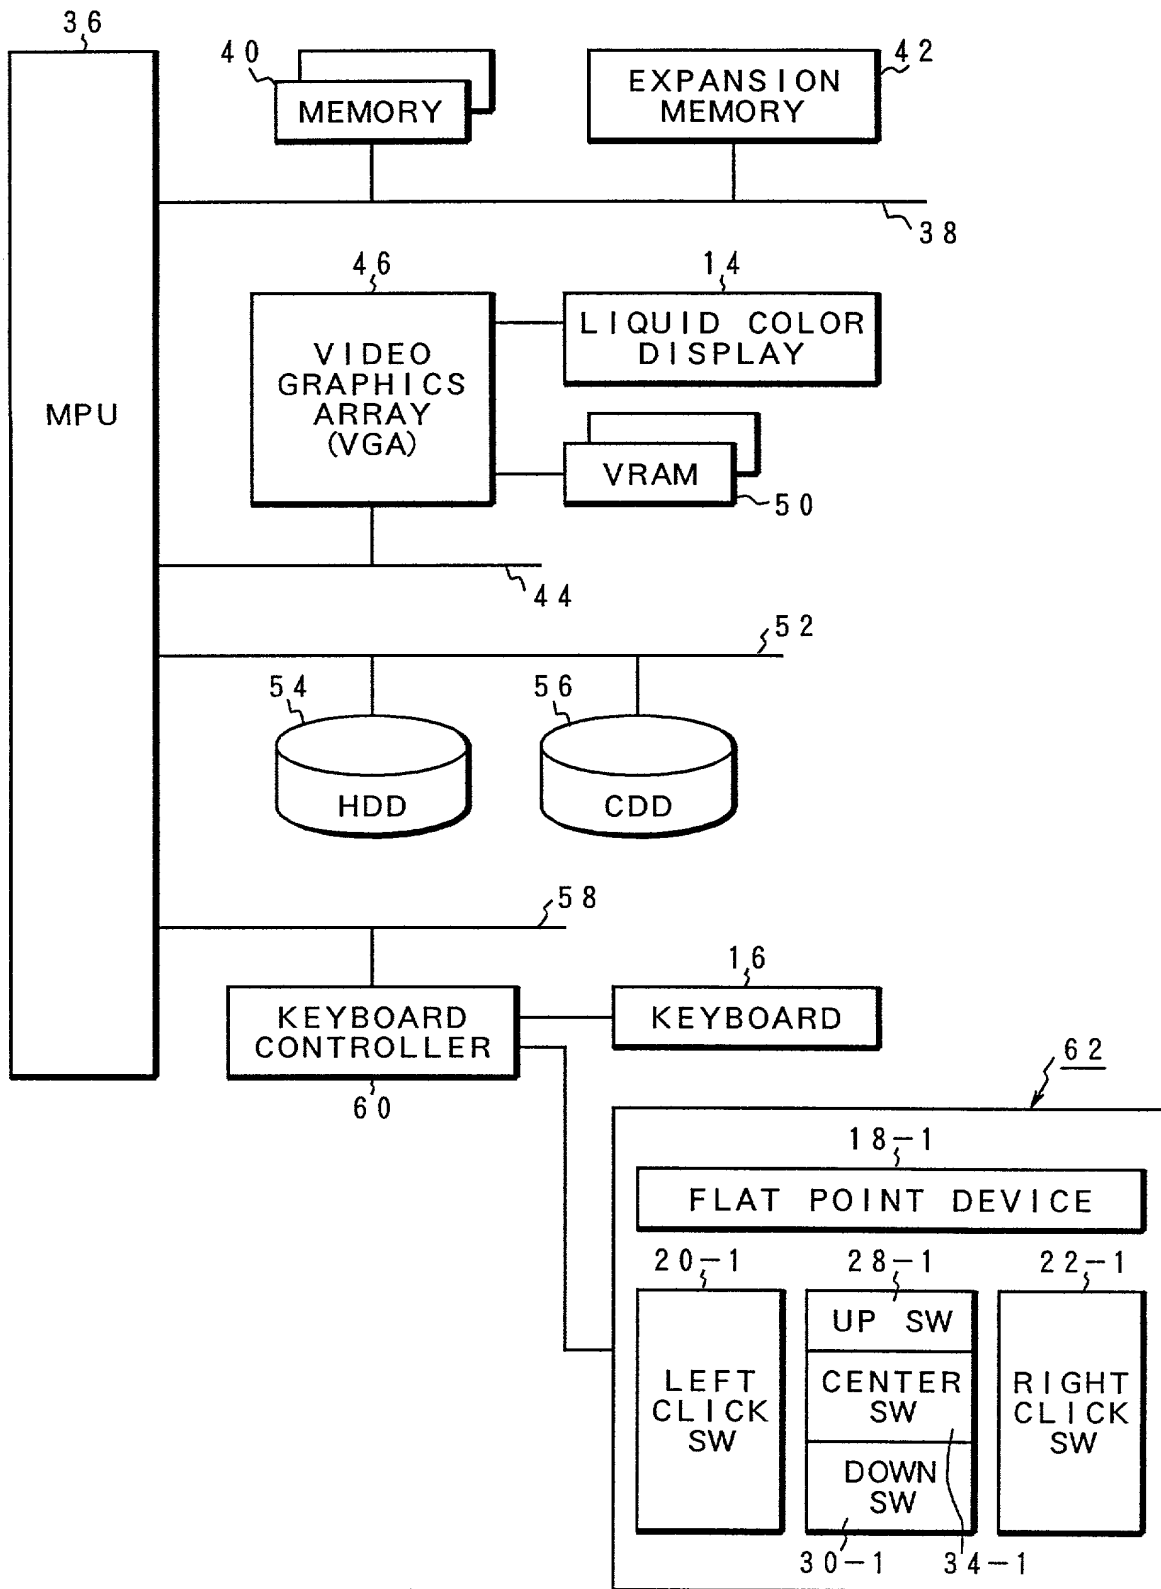 36
40
42
MEMORY
EXPANSION
MEMORY
38
46
14
MPU
VIDEO
GRAPHICS
ARRAY
(VGA)
LIQUID COLOR
DISPLAY
VRAM
50
44
52
54
56
HDD
CDD
58
16
KEYBOARD
CONTROLLER
KEYBOARD
60
62
18-1
FLAT POINT DEVICE
20-1
28-1
22-1
LEFT
CLICK
SW
UP SW
CENTER
SW
DOWN
SW
RIGHT
CLICK
SW
30-1
34-1